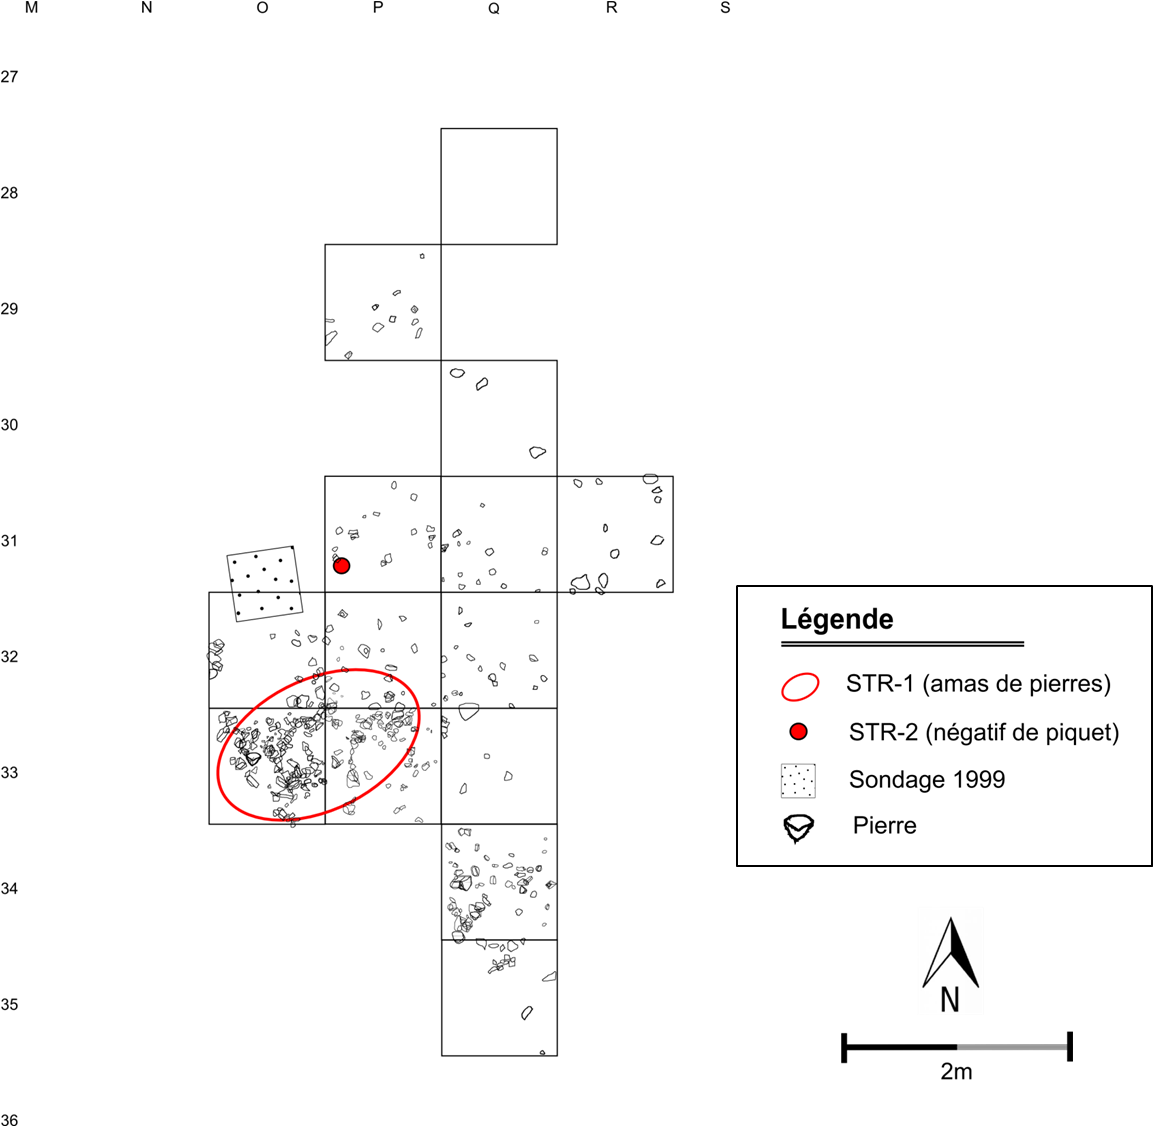 M N O P Q R S
27
28
29
30
31
32
33
34
35
36
Légende
STR-1 (amas de pierres)
STR-2 (négatif de piquet)
Sondage 1999
Pierre
N
2m